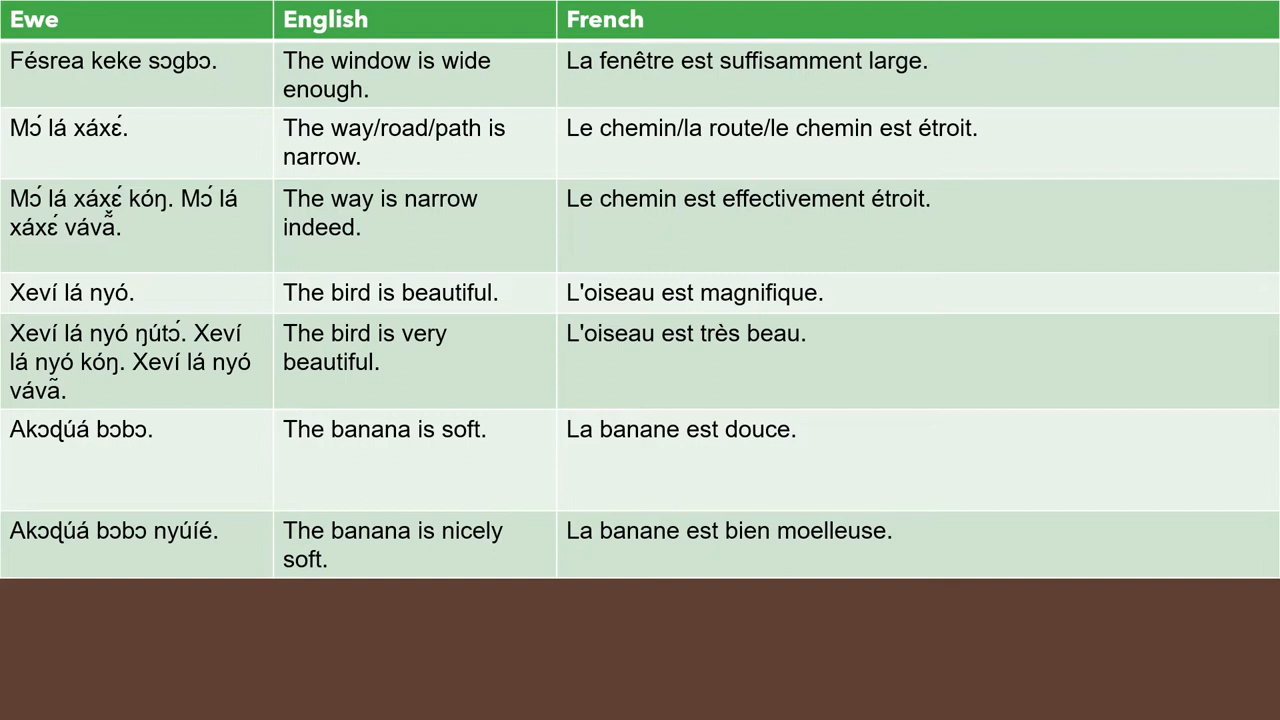 Ewe
English
French
Fésrea keke sɔgbɔ.
The window is wide
enough.
La fenêtre est suffisamment large.
Mɔ́ lá xáxɛ́.
The way/road/path is
narrow.
Le chemin/la route/le chemin est étroit.
Mɔ́ lá xáxɛ́ kóŋ. Mɔ́ lá
xáxɛ́ vávã̌.
The way is narrow
indeed.
Le chemin est effectivement étroit.
Xeví lá nyó.
The bird is beautiful.
L'oiseau est magnifique.
Xeví lá nyó ŋútɔ́. Xeví
lá nyó kóŋ. Xeví lá nyó
vávã̌.
The bird is very
beautiful.
L'oiseau est très beau.
Akɔɖúá bɔbɔ.
The banana is soft.
La banane est douce.
Akɔɖúá bɔbɔ nyúíé.
The banana is nicely
soft.
La banane est bien moelleuse.